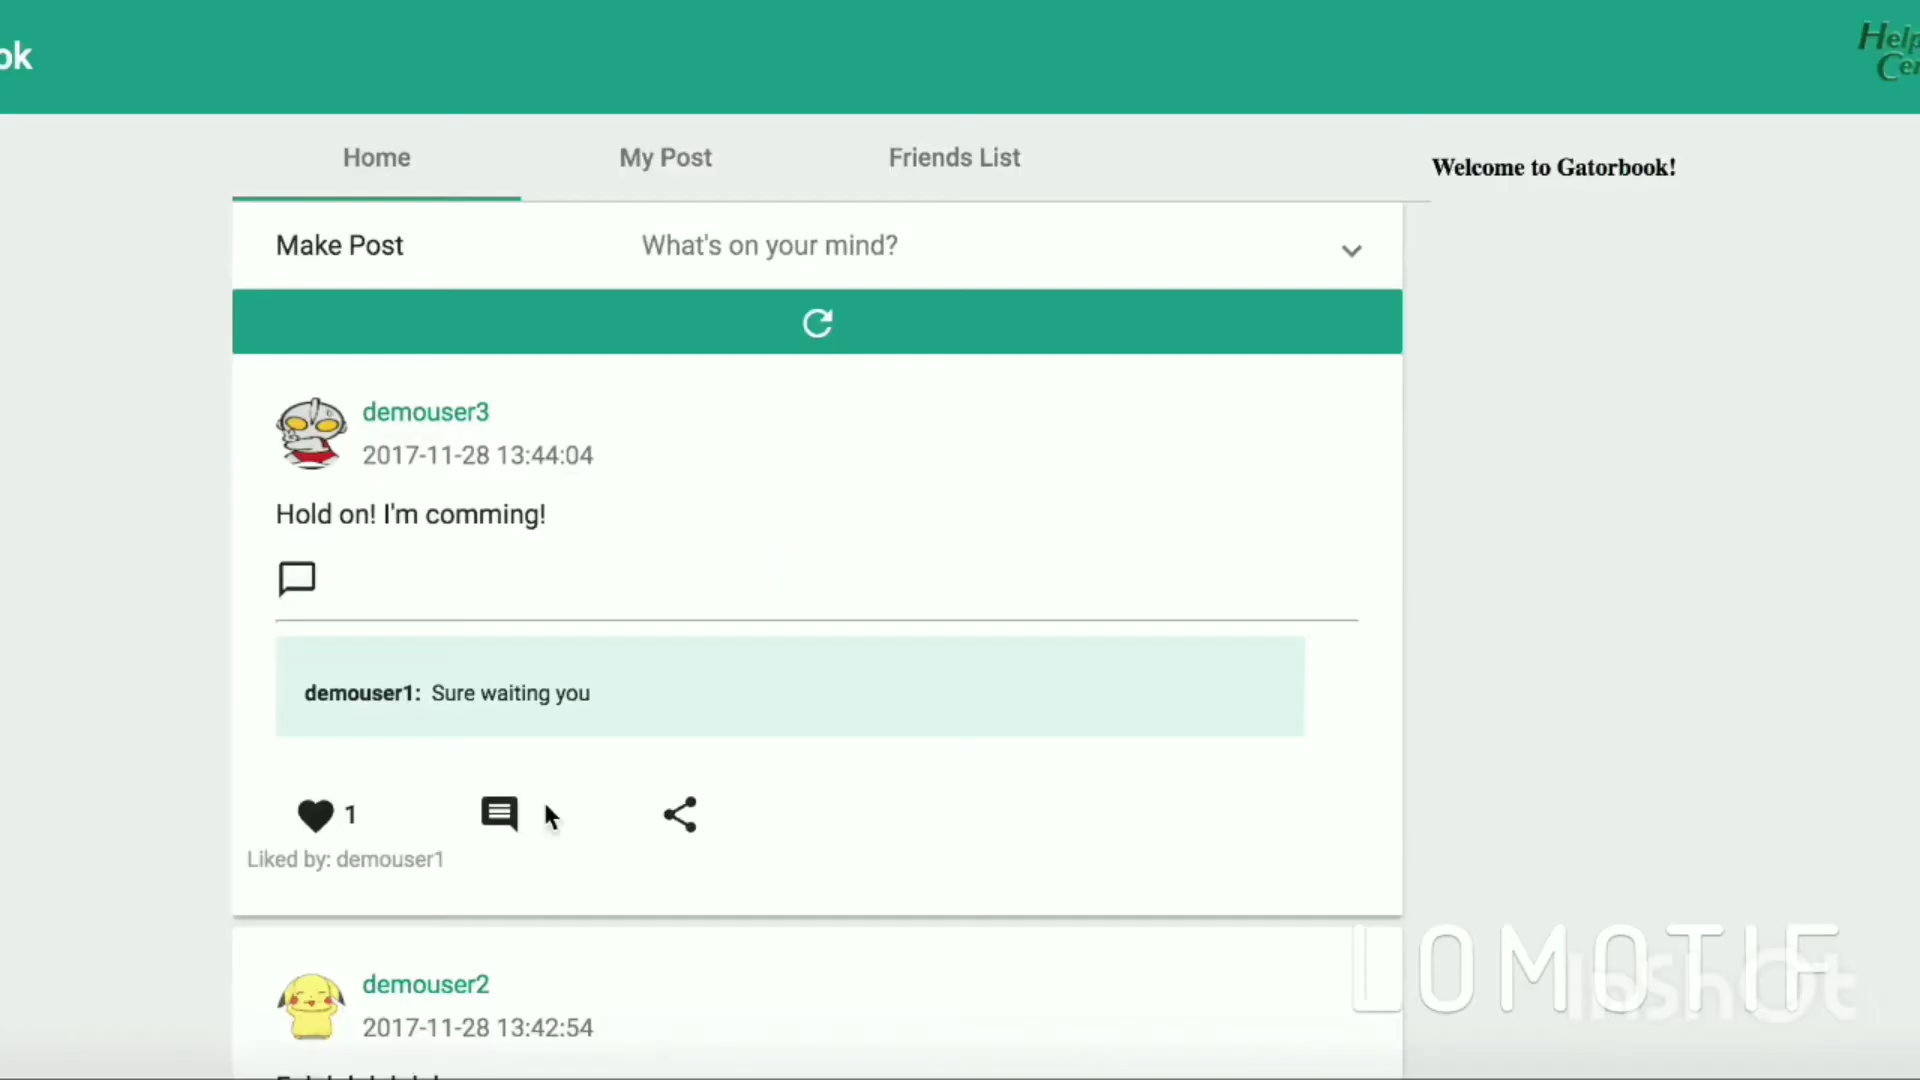 ok
Help
Home
My Post
Friends List
Welcome to Gatorbook!
Make Post
What's on your mind?
demouser3
2017-11-28 13:44:04
Hold on! I'm comming!
demouser1: Sure waiting you
1
Liked by: demouser1
demouser2
2017-11-28 13:42:54
LOMOTIF
InShOt